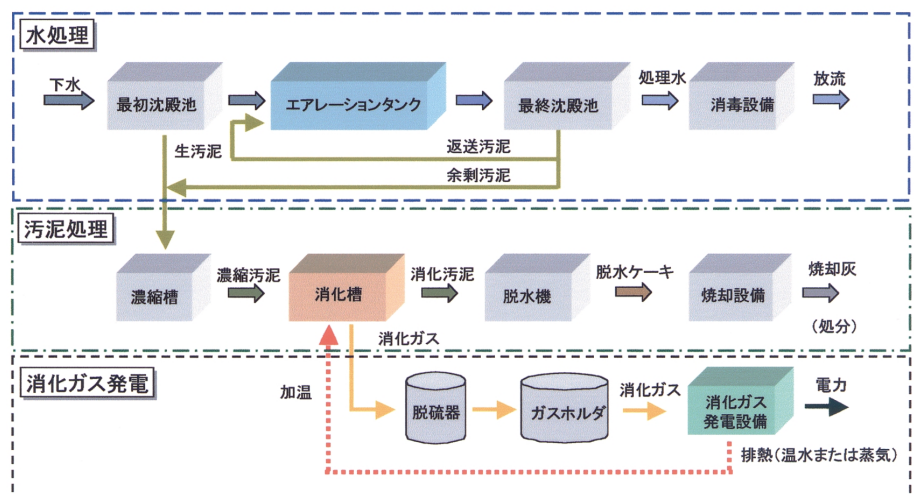 水処理
下水
最初沈殿池
エアレーションタンク
最終沈殿池
処理水
消毒設備
放流
生汚泥
返送汚泥
余剰汚泥
汚泥処理
濃縮槽
濃縮汚泥
消化槽
消化汚泥
脱水機
脱水ケーキ
焼却設備
焼却灰
（処分）
消化ガス
消化ガス発電
加温
脱硫器
ガスホルダ
消化ガス
消化ガス
発電設備
電力
排熱（温水または蒸気）